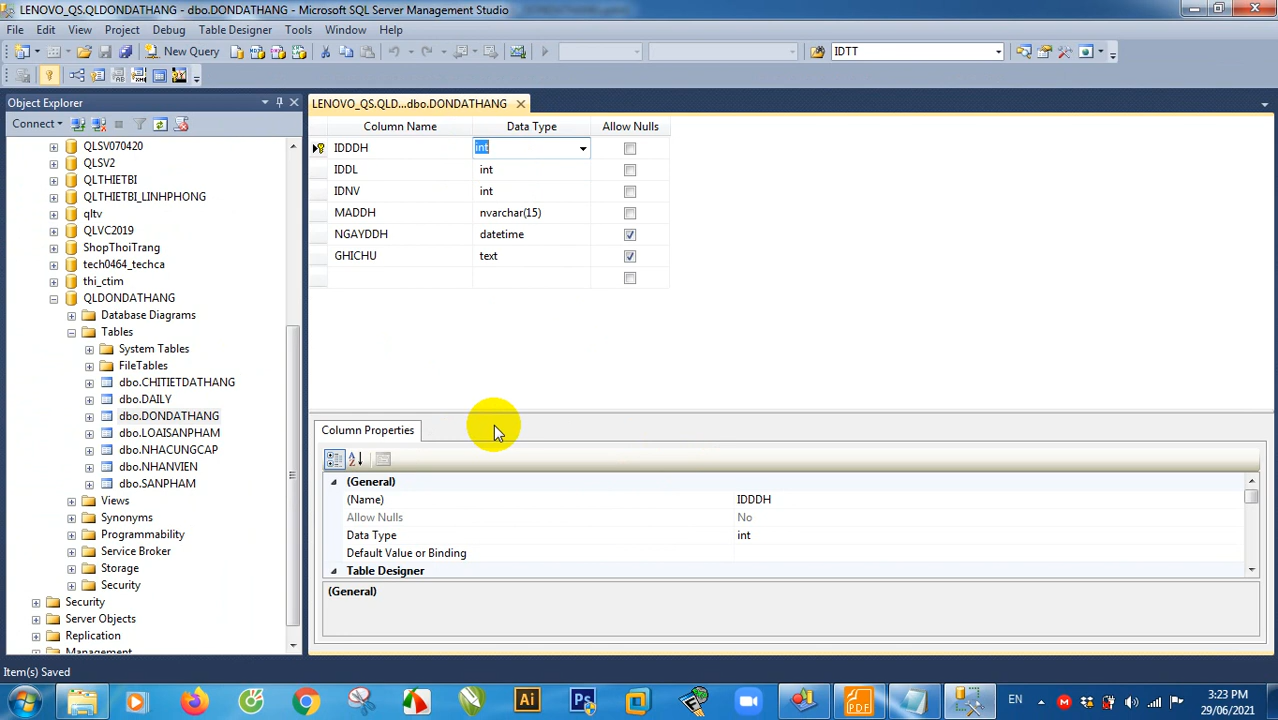 LENOVO_QS.QLDONDATHANG - dbo.DONDATHANG - Microsoft SQL Server Management Studio
File Edit View Project Debug Table Designer Tools Window Help
New Query IDTT
Object Explorer
LENOVO_QS.QLD...dbo.DONDATHANG
Connect
Column Name Data Type Allow Nulls
IDDDH int
IDDL int
IDNV int
MADDH nvarchar(15)
NGAYDDH datetime
GHICHU text
QLSV070420
QLSV2
QLTHIETBI
QLTHIETBI_LINHPHONG
qltv
QLVC2019
ShopThoiTrang
tech0464_techca
thi_ctim
QLDONDATHANG
Database Diagrams
Tables
System Tables
FileTables
dbo.CHITIETDATHANG
dbo.DAILY
dbo.DONDATHANG
dbo.LOAISANPHAM
dbo.NHACUNGCAP
dbo.NHANVIEN
dbo.SANPHAM
Views
Synonyms
Programmability
Service Broker
Storage
Security
Security
Server Objects
Replication
Management
Column Properties
(General)
(Name) IDDDH
Allow Nulls No
Data Type int
Default Value or Binding
Table Designer
(General)
Item(s) Saved
Ai
Ps
PDF
EN
3:23 PM
29/06/2021